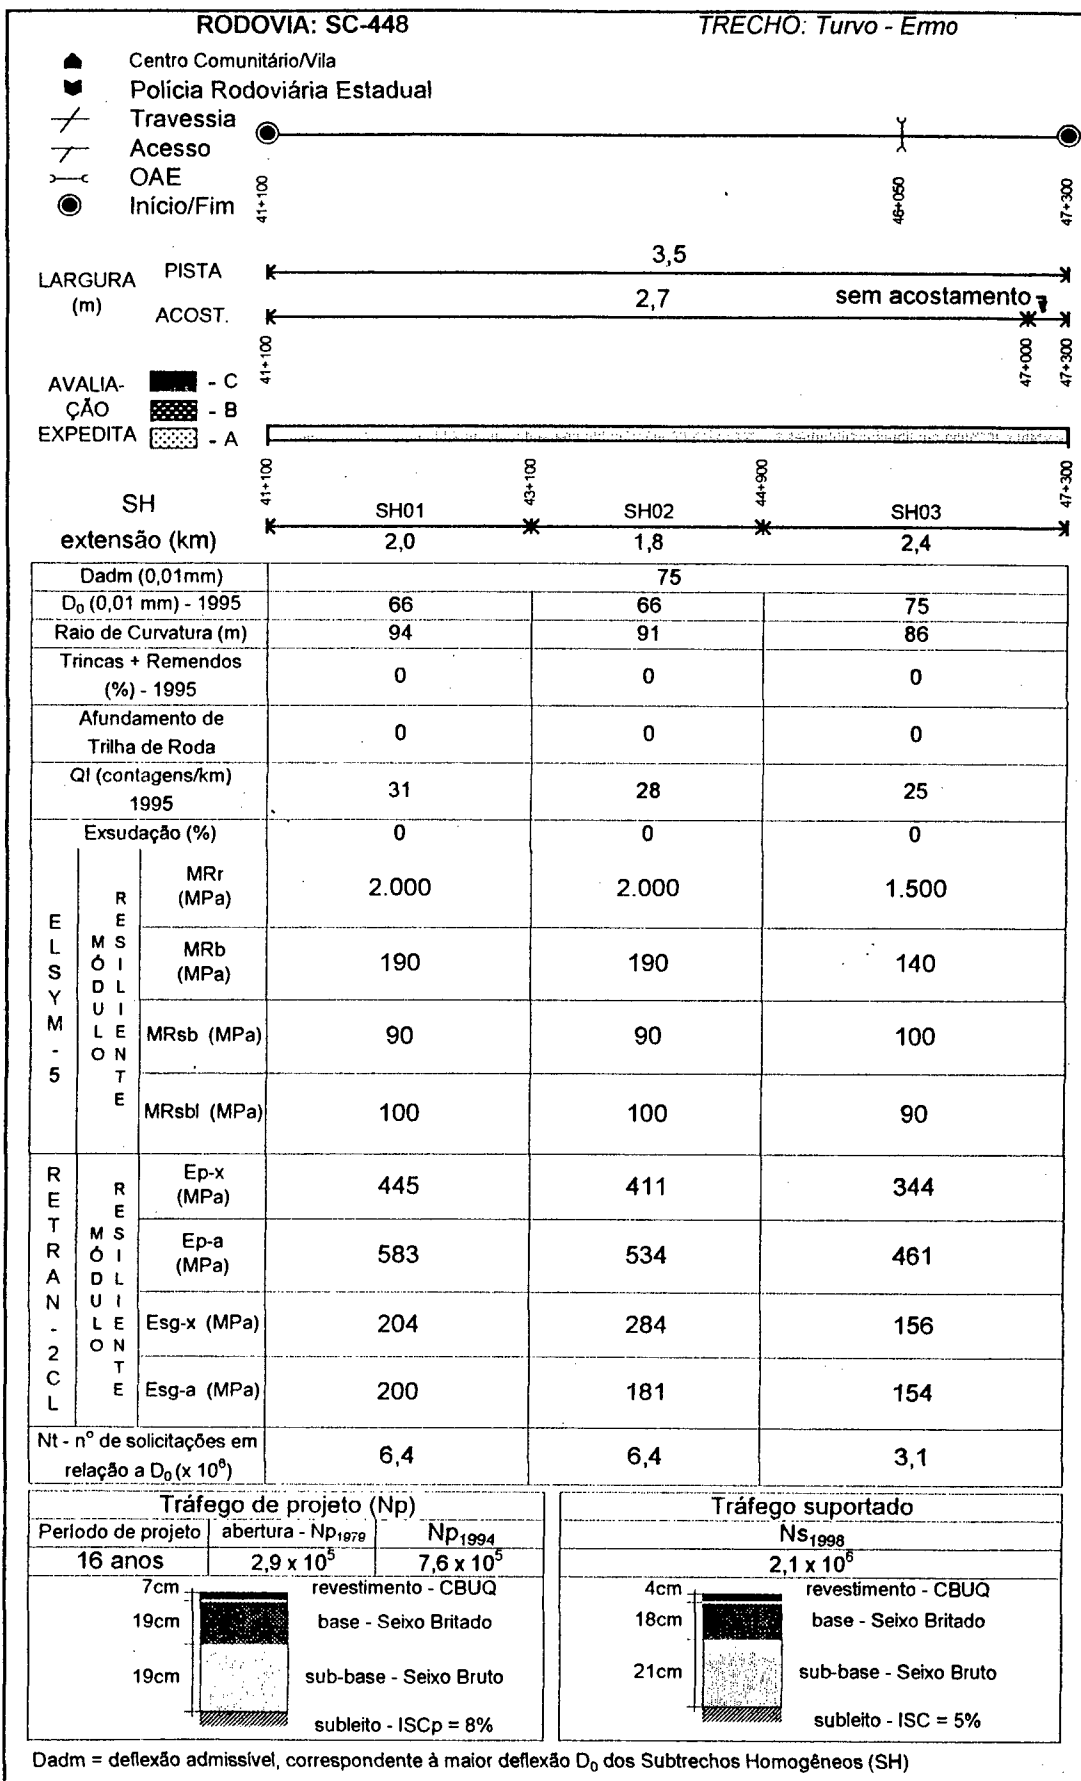 RODOVIA: SC-448 TRECHO: Turvo - Ermo
Centro Comunitário/Vila
Polícia Rodoviária Estadual
Travessia
Acesso
OAE
Início/Fim
41+100 46+050 47+300
LARGURA (m)
PISTA 3,5
ACOST. 2,7 sem acostamento
41+100 47+000 47+300
AVALIA-
ÇÃO
EXPEDITA
- C
- B
- A
41+100 43+100 44+900 47+300
SH SH01 SH02 SH03
extensão (km) 2,0 1,8 2,4
Dadm (0,01mm) 75
D0 (0,01 mm) - 1995 66 66 75
Raio de Curvatura (m) 94 91 86
Trincas + Remendos
(%) - 1995 0 0 0
Afundamento de
Trilha de Roda 0 0 0
QI (contagens/km)
1995 31 28 25
Exsudação (%) 0 0 0
ELSYM-5
MÓDULO RESILIENTE
MRr
(MPa) 2.000 2.000 1.500
MRb
(MPa) 190 190 140
MRsb (MPa) 90 90 100
MRsbl (MPa) 100 100 90
RETRAN-2CL
MÓDULO RESILIENTE
Ep-x
(MPa) 445 411 344
Ep-a
(MPa) 583 534 461
Esg-x (MPa) 204 284 156
Esg-a (MPa) 200 181 154
Nt - nº de solicitações em
relação a D0 (x 10⁶) 6,4 6,4 3,1
Tráfego de projeto (Np)
Período de projeto abertura - Np1979 Np1994
16 anos 2,9 x 10⁵ 7,6 x 10⁵
7cm revestimento - CBUQ
19cm base - Seixo Britado
19cm sub-base - Seixo Bruto
subleito - ISCp = 8%
Tráfego suportado
Ns1998
2,1 x 10⁶
4cm revestimento - CBUQ
18cm base - Seixo Britado
21cm sub-base - Seixo Bruto
subleito - ISC = 5%
Dadm = deflexão admissível, correspondente à maior deflexão D0 dos Subtrechos Homogêneos (SH)